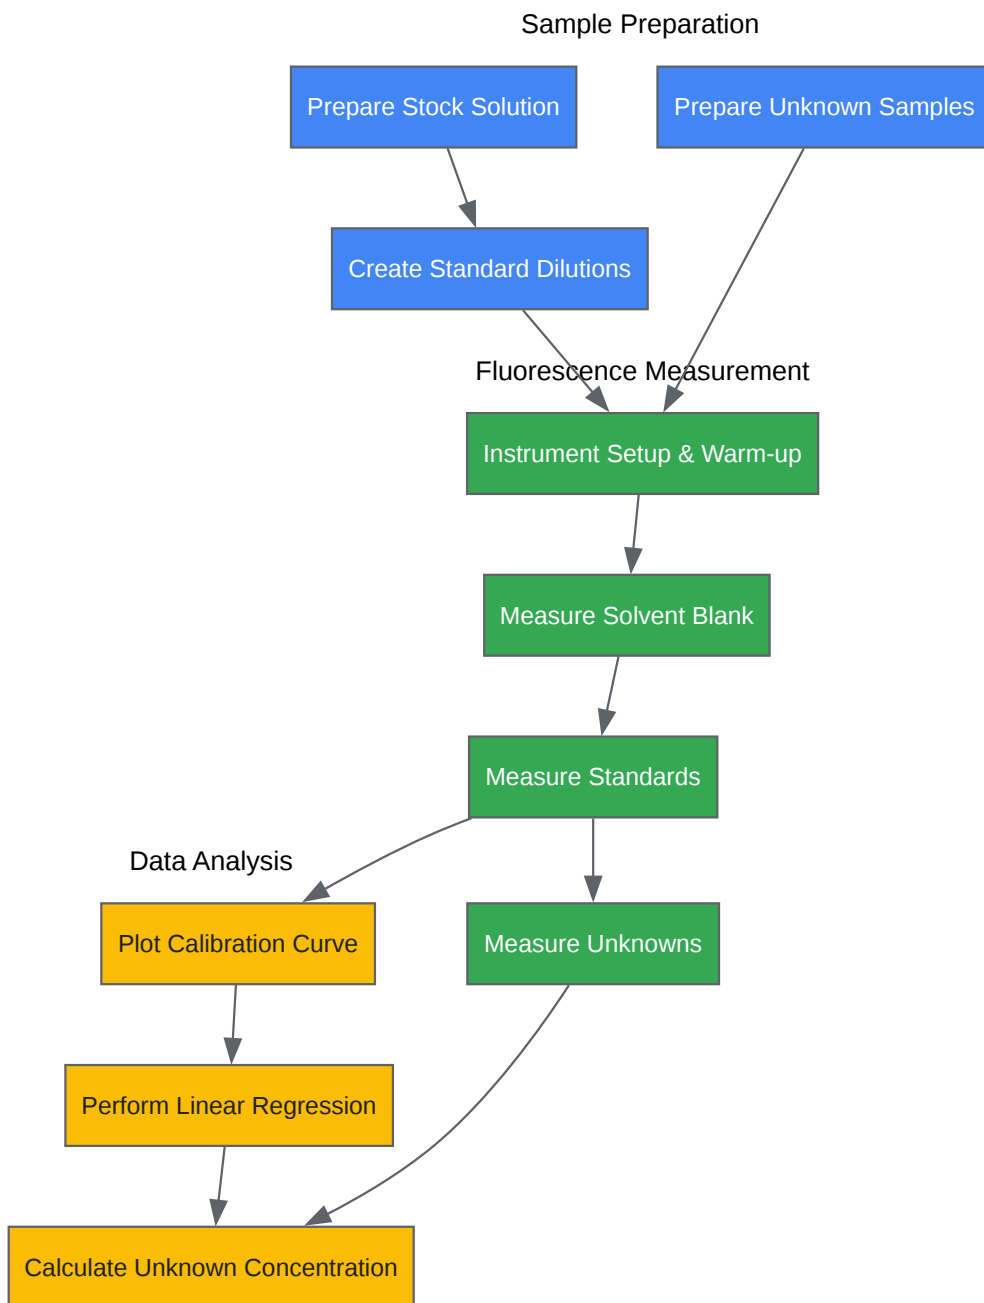 Sample Preparation
Prepare Stock Solution
Prepare Unknown Samples
Create Standard Dilutions
Fluorescence Measurement
Instrument Setup & Warm-up
Measure Solvent Blank
Measure Standards
Data Analysis
Plot Calibration Curve
Measure Unknowns
Perform Linear Regression
Calculate Unknown Concentration